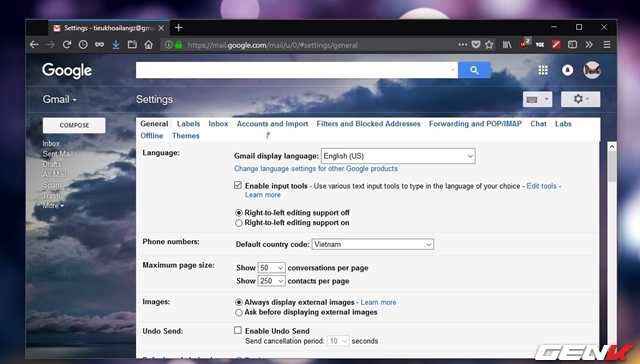 Settings - tieukhoailangz@gma
https://mail.google.com/mail/u/0/#settings/general
2
Google
Gmail
Settings
COMPOSE
General Labels Inbox Accounts and Import Filters and Blocked Addresses Forwarding and POP/IMAP Chat Labs
Offline Themes
Inbox
Sent Mail
Drafts
All Mail
Spam
Trash
More
Language:
Gmail display language: English (US)
Change language settings for other Google products
Enable input tools - Use various text input tools to type in the language of your choice - Edit tools -
Learn more
Right-to-left editing support off
Right-to-left editing support on
Phone numbers:
Default country code: Vietnam
Maximum page size:
Show 50 conversations per page
Show 250 contacts per page
Images:
Always display external images - Learn more
Ask before displaying external images
Undo Send:
Enable Undo Send
Send cancellation period: 10 seconds
GENK